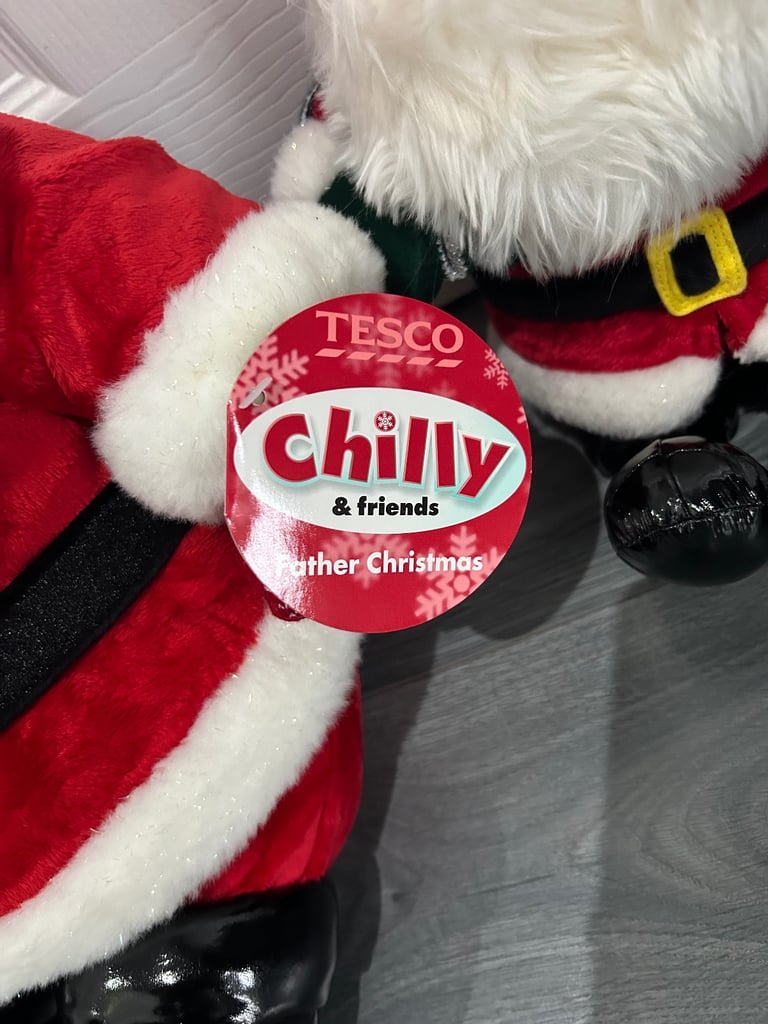 TESCO
Chilly
& friends
Father Christmas